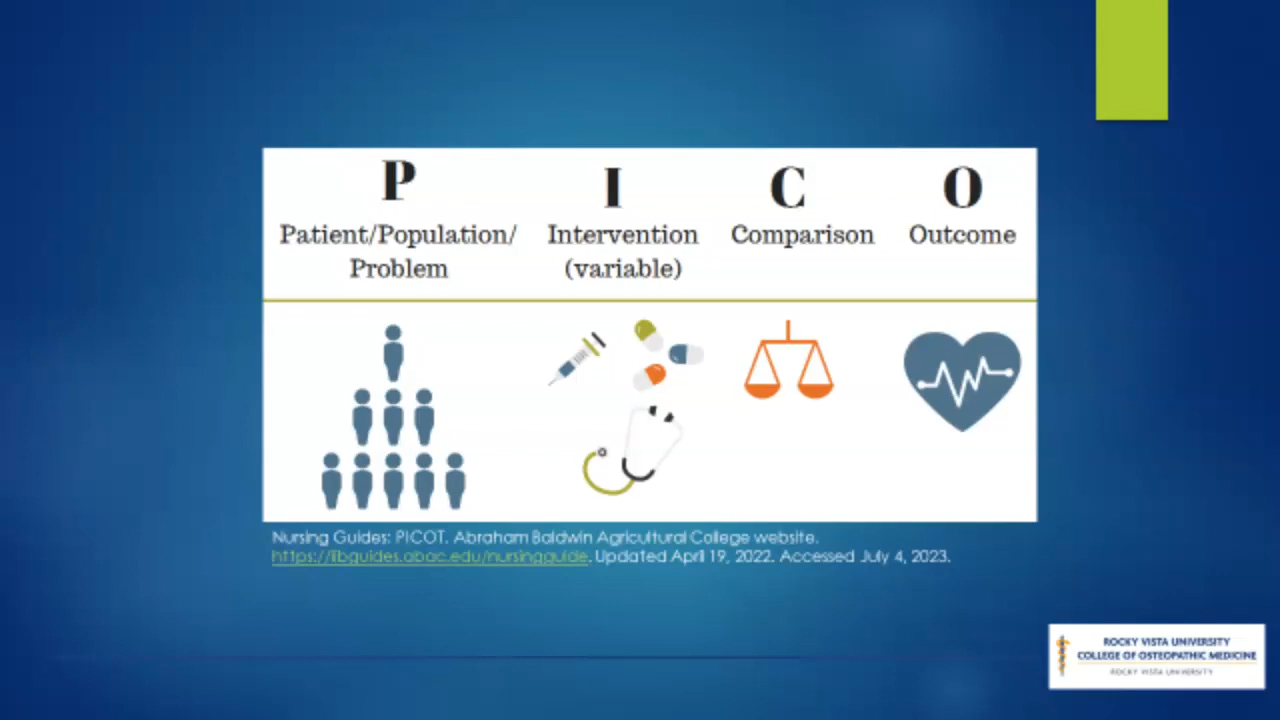 P
Patient/Population/
Problem
I
Intervention
(variable)
C
Comparison
O
Outcome
Nursing Guides: PICOT. Abraham Baldwin Agricultural College website.
https://libguides.abac.edu/nursingguide. Updated April 19, 2022. Accessed July 4, 2023.
ROCKY VISTA UNIVERSITY
COLLEGE OF OSTEOPATHIC MEDICINE
ROCKY VISTA UNIVERSITY